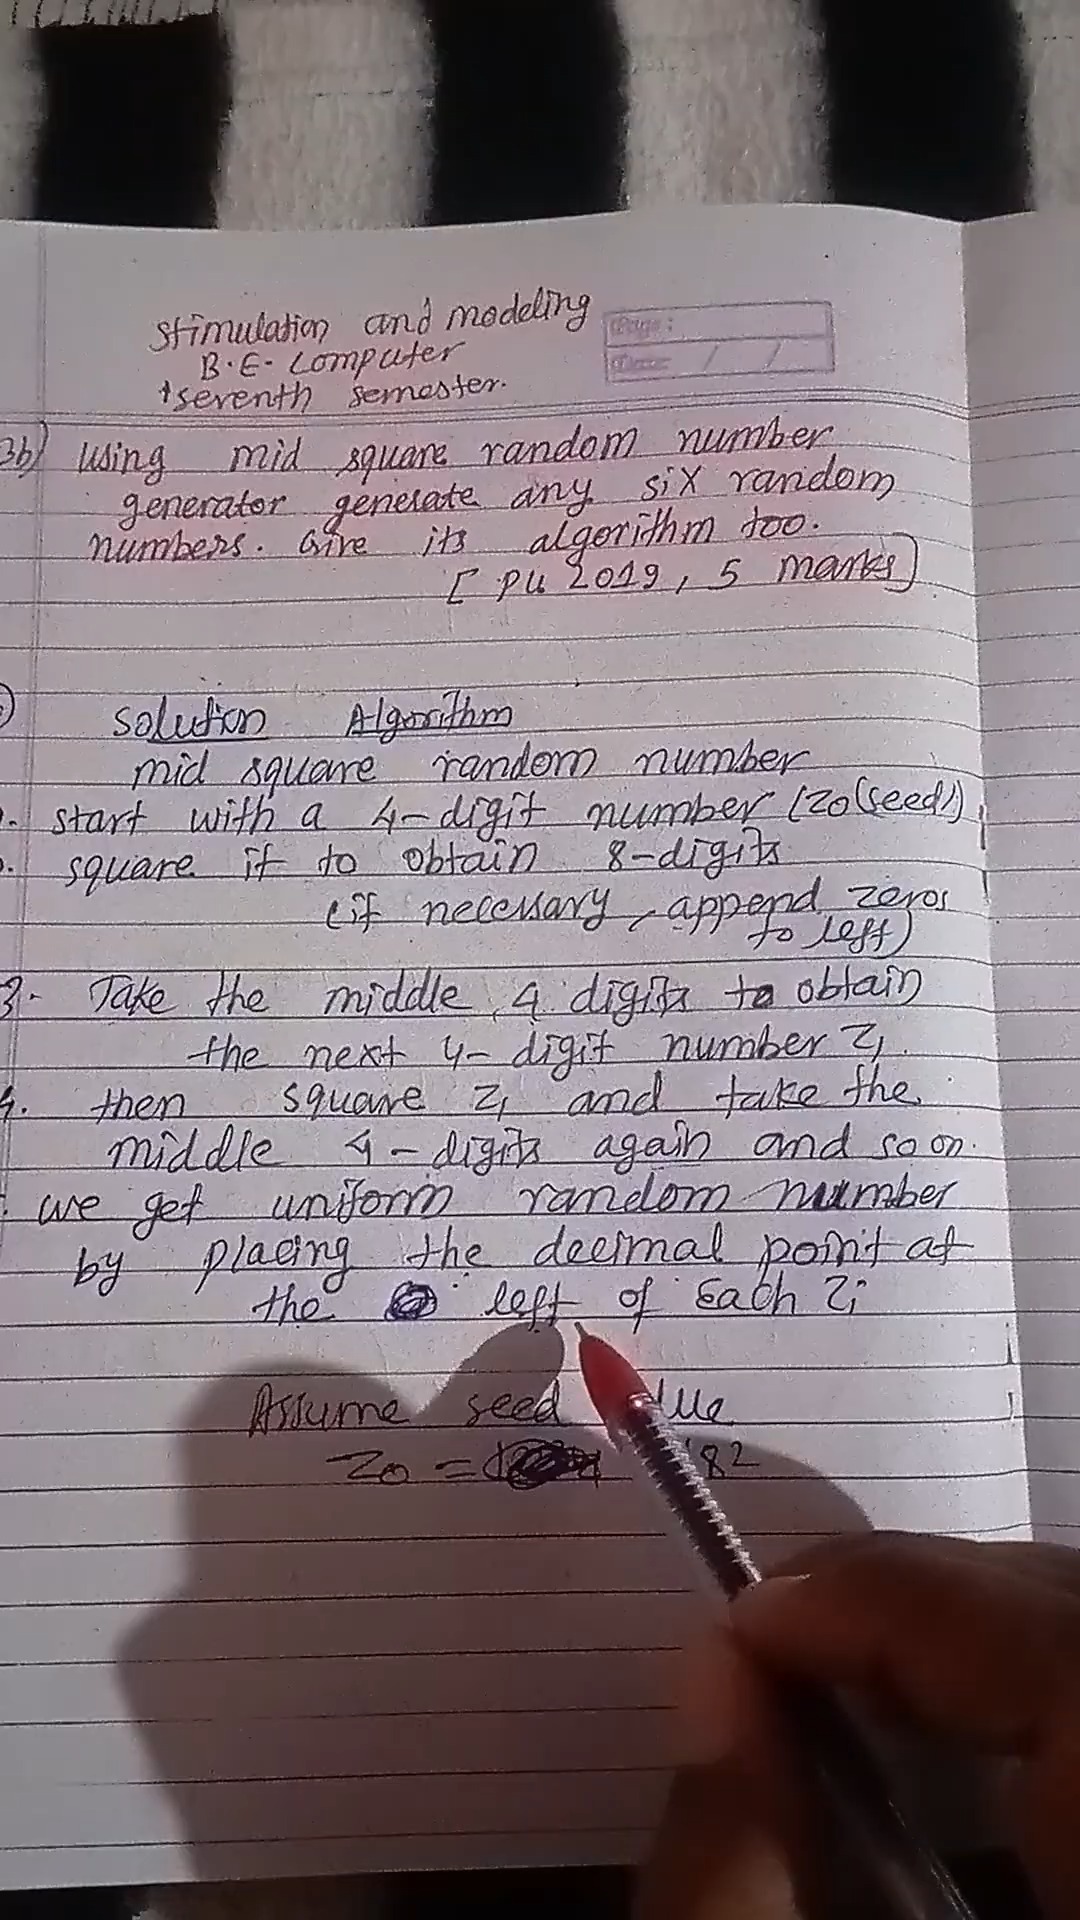 Stimulation and modeling
B.E. Computer
seventh semester.
Page:
Date: / /
3b) Using mid square random number
generator generate any six random
numbers. Give its algorithm too.
[PU 2019, 5 marks]
Solution Algorithm
mid square random number
start with a 4-digit number (Z0(seed))
square it to obtain 8-digits
(if necessary, append zeros
to left)
3. Take the middle 4 digits to obtain
the next 4-digit number Z1.
4. then square Z1 and take the
middle 4-digits again and so on.
we get uniform random number
by placing the decimal point at
the left of Each Zi
Assume seed
Z0 = 82